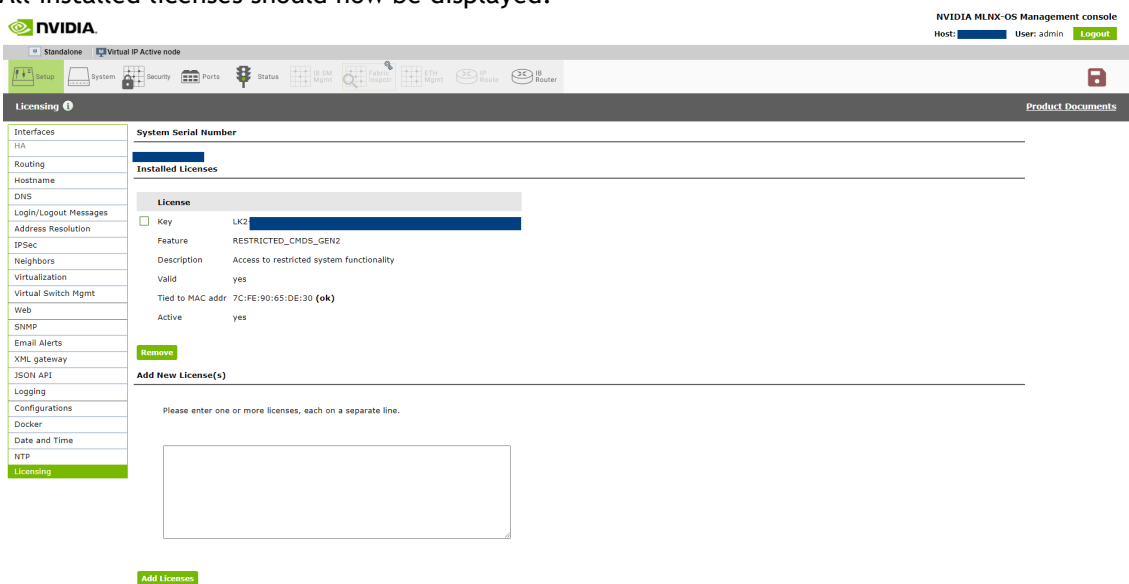 All installed licenses should now be displayed.
NVIDIA.
NVIDIA MLNX-OS Management console
Host: User: admin Logout
Standalone Virtual IP Active node
Setup System Security Ports Status IB SM Mgmt Fabric Inspctr ETH Mgmt IP Route IB Router
Licensing Product Documents
Interfaces
HA
Routing
Hostname
DNS
Login/Logout Messages
Address Resolution
IPSec
Neighbors
Virtualization
Virtual Switch Mgmt
Web
SNMP
Email Alerts
XML gateway
JSON API
Logging
Configurations
Docker
Date and Time
NTP
Licensing
System Serial Number
Installed Licenses
License
Key LK2-
Feature RESTRICTED_CMDS_GEN2
Description Access to restricted system functionality
Valid yes
Tied to MAC addr 7C:FE:90:65:DE:30 (ok)
Active yes
Remove
Add New License(s)
Please enter one or more licenses, each on a separate line.
Add Licenses